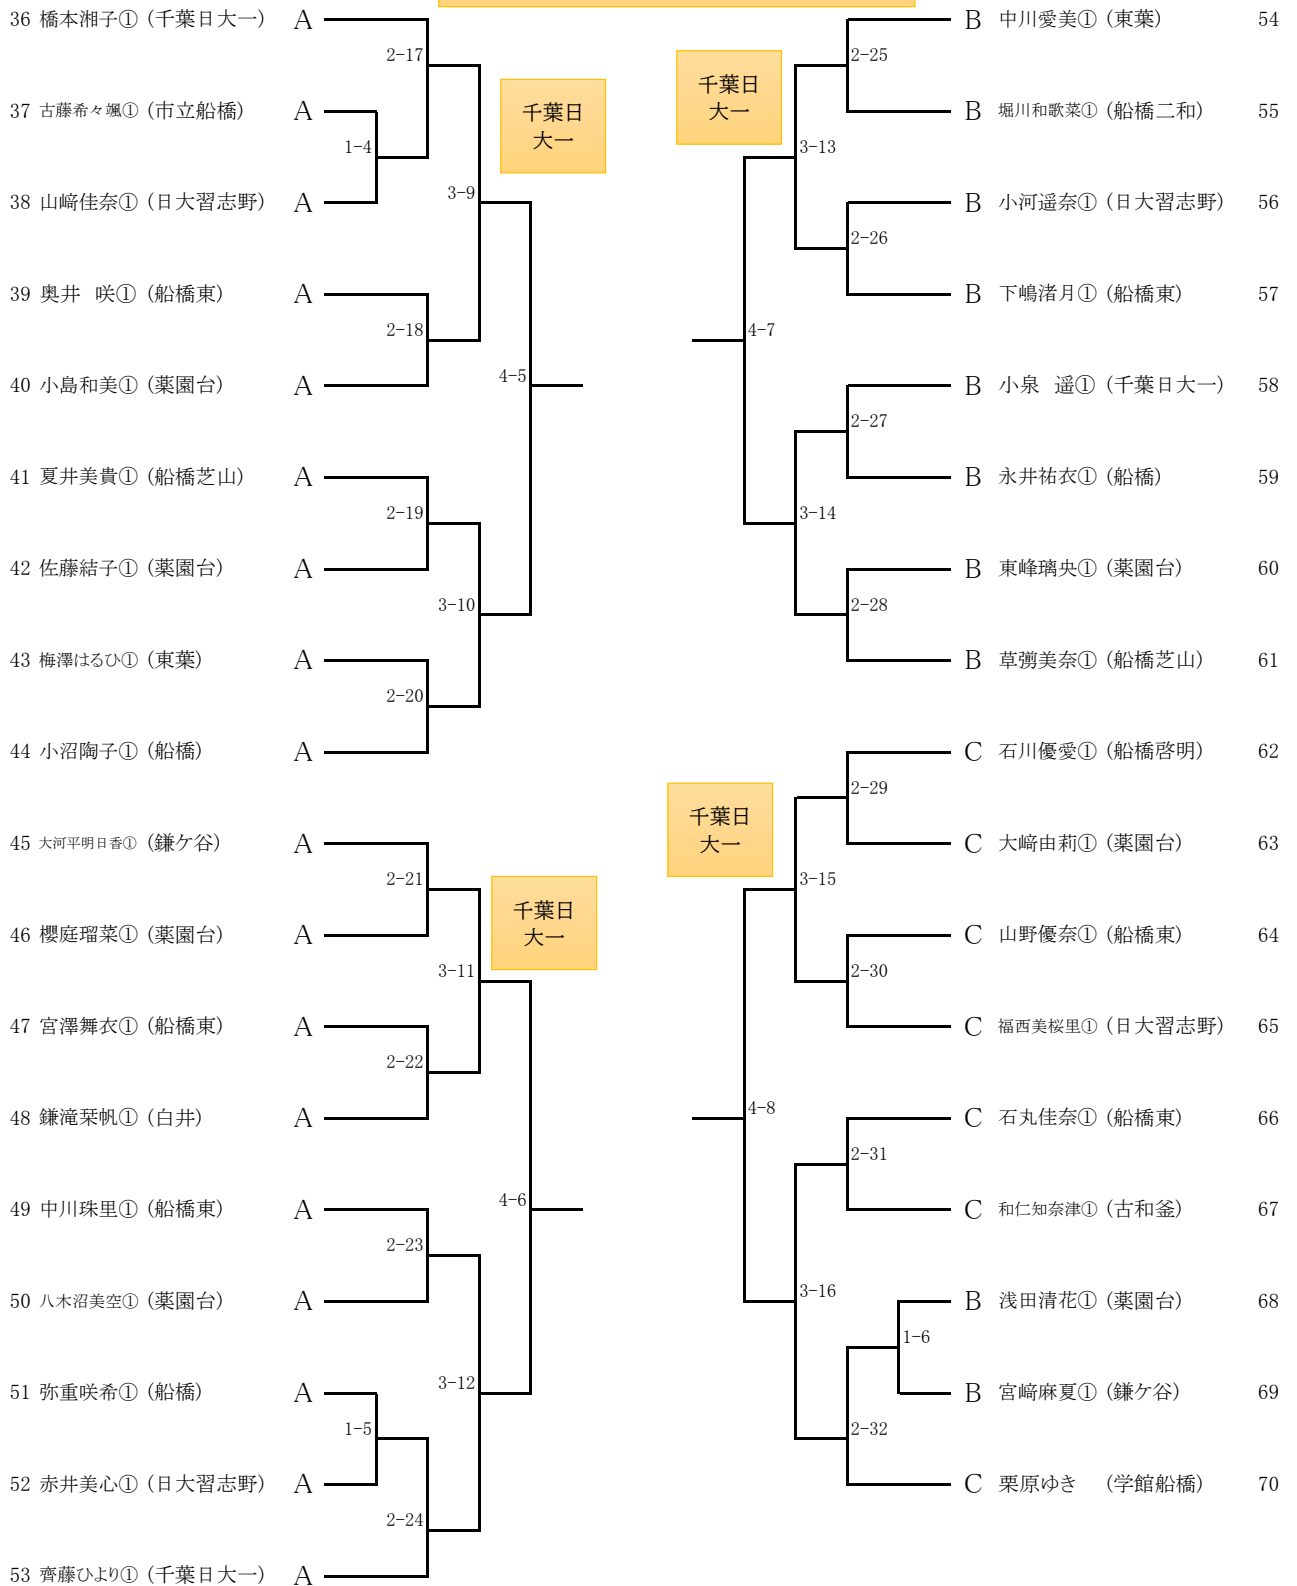 36 橋本湘子① (千葉日大一) A
2-17
37 古藤希々颯① (市立船橋) A
1-4
38 山﨑佳奈① (日大習志野) A
3-9
千葉日
大一
39 奥井 咲① (船橋東) A
2-18
40 小島和美① (薬園台) A
4-5
41 夏井美貴① (船橋芝山) A
2-19
42 佐藤結子① (薬園台) A
3-10
43 梅澤はるひ① (東葉) A
2-20
44 小沼陶子① (船橋) A
45 大河平明日香① (鎌ケ谷) A
2-21
46 櫻庭瑠菜① (薬園台) A
3-11
千葉日
大一
47 宮澤舞衣① (船橋東) A
2-22
48 鎌滝栞帆① (白井) A
4-6
49 中川珠里① (船橋東) A
2-23
50 八木沼美空① (薬園台) A
3-12
51 弥重咲希① (船橋) A
1-5
52 赤井美心① (日大習志野) A
2-24
53 齊藤ひより① (千葉日大一) A
B 中川愛美① (東葉) 54
2-25
千葉日
大一
B 堀川和歌菜① (船橋二和) 55
3-13
B 小河遥奈① (日大習志野) 56
2-26
B 下嶋渚月① (船橋東) 57
4-7
B 小泉 遥① (千葉日大一) 58
2-27
B 永井祐衣① (船橋) 59
3-14
B 東峰璃央① (薬園台) 60
2-28
B 草彅美奈① (船橋芝山) 61
C 石川優愛① (船橋啓明) 62
2-29
千葉日
大一
C 大﨑由莉① (薬園台) 63
3-15
C 山野優奈① (船橋東) 64
2-30
C 福西美桜里① (日大習志野) 65
4-8
C 石丸佳奈① (船橋東) 66
2-31
C 和仁知奈津① (古和釜) 67
3-16
B 浅田清花① (薬園台) 68
1-6
B 宮﨑麻夏① (鎌ケ谷) 69
2-32
C 栗原ゆき (学館船橋) 70